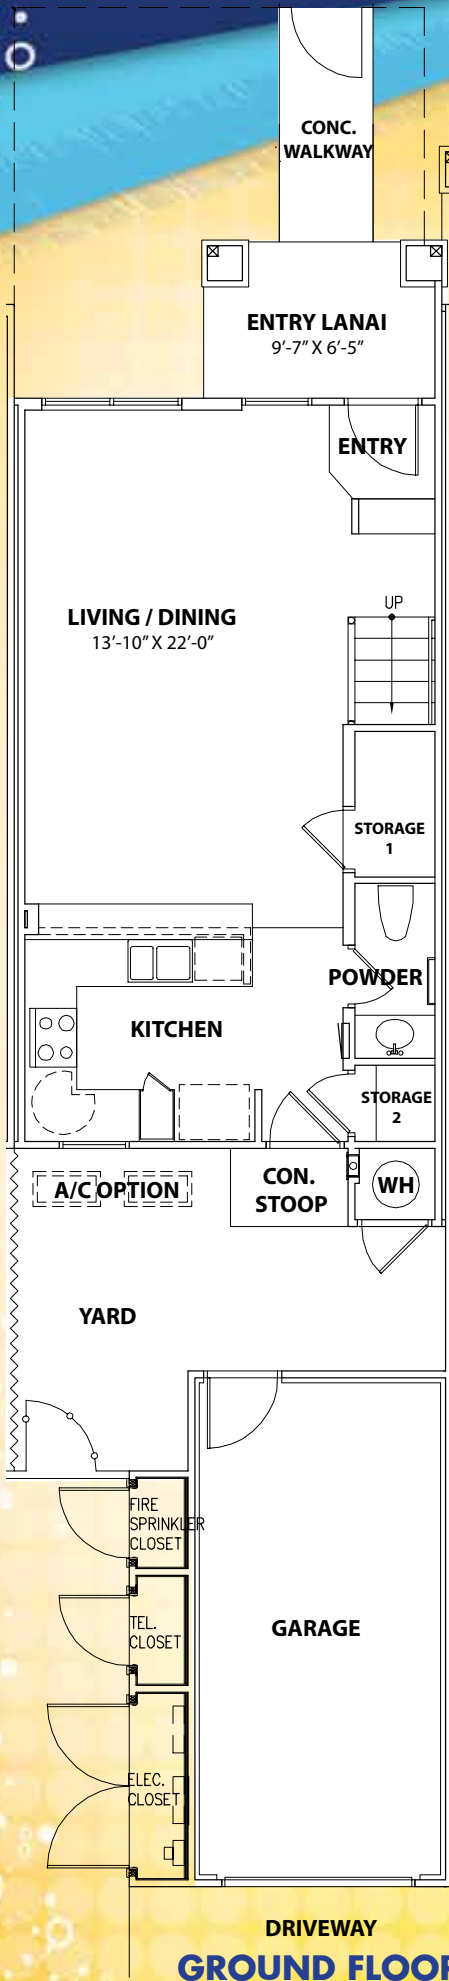 CONC.
WALKWAY
ENTRY LANAI
9’-7” X 6’-5”
ENTRY
LIVING / DINING
13’-10” X 22’-0”
UP
STORAGE
1
POWDER
KITCHEN
STORAGE
2
A/C OPTION
CON.
STOOP
WH
YARD
FIRE
SPRINKLER
CLOSET
TEL.
CLOSET
GARAGE
ELEC.
CLOSET
DRIVEWAY
GROUND FLOOR